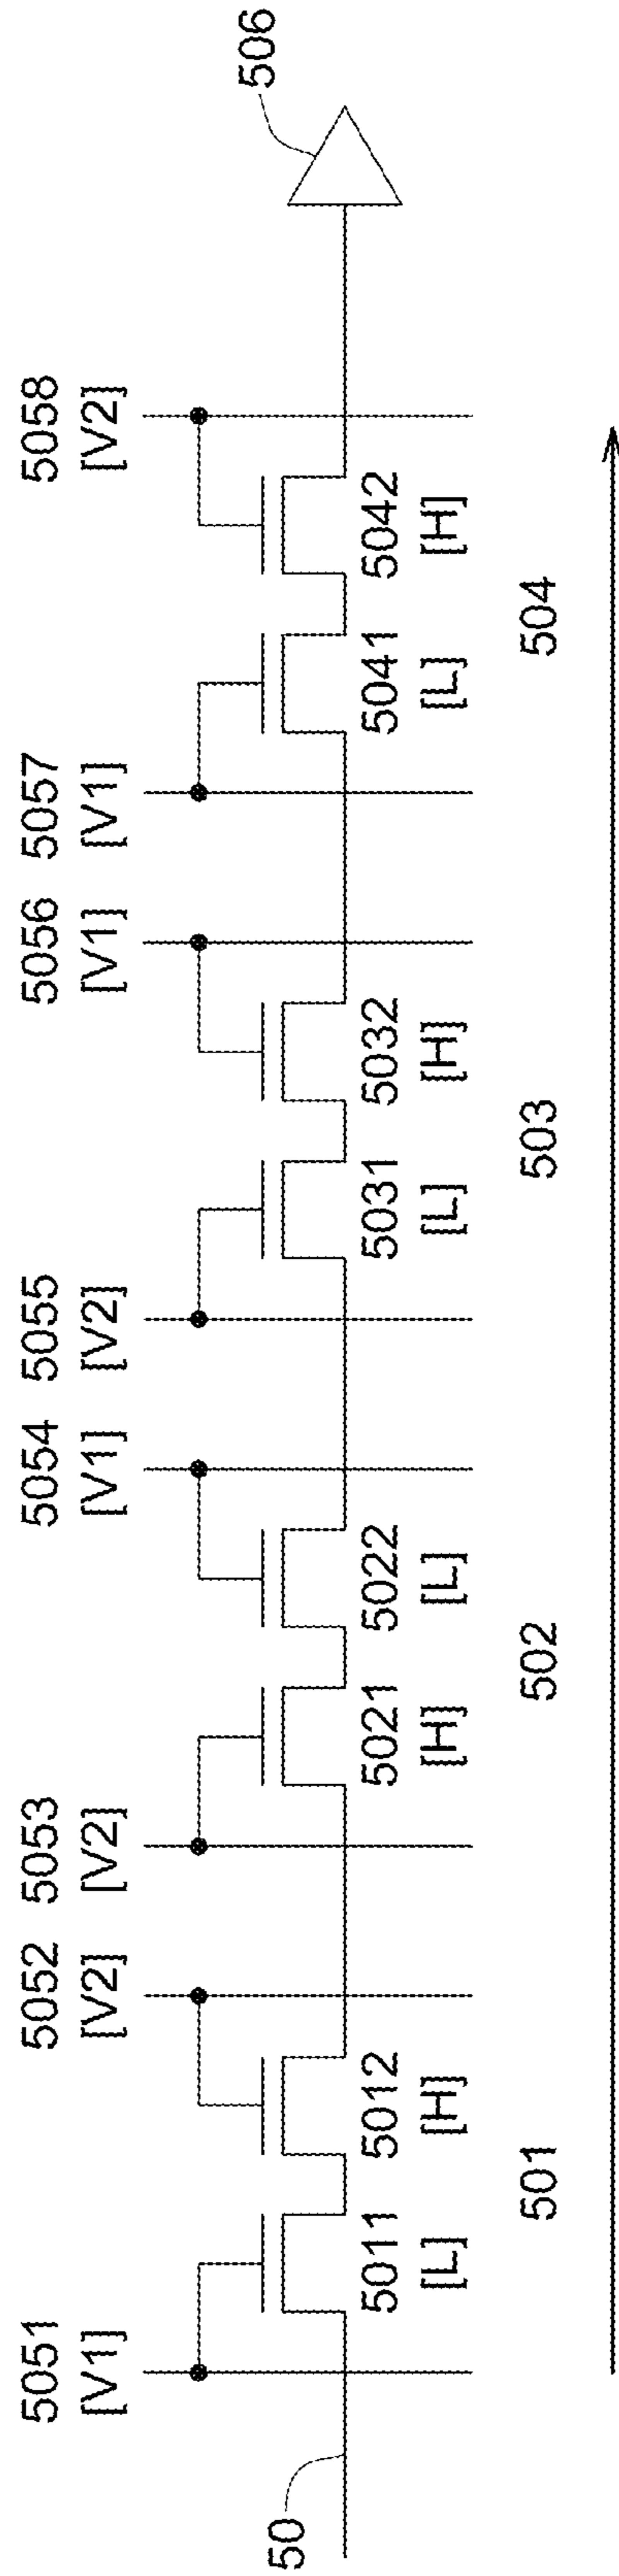 5051 5052 5053 5054 5055 5056 5057 5058
[V1] [V2] [V2] [V1] [V2] [V1] [V1] [V2]
506
50
5011 5012 5021 5022 5031 5032 5041 5042
[L] [H] [H] [L] [L] [H] [L] [H]
501 502 503 504